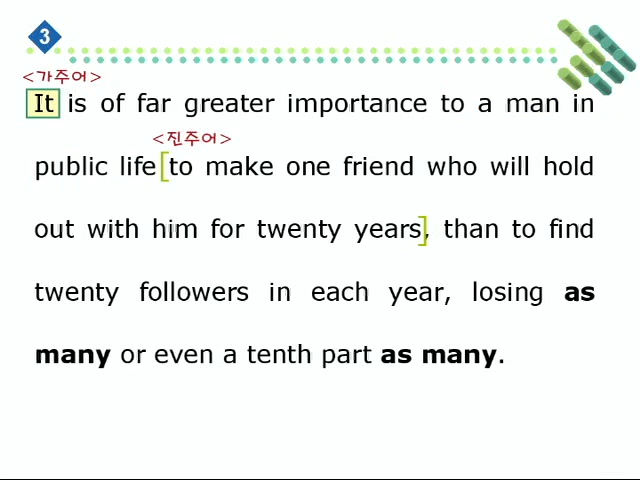 3
<가주어>
It is of far greater importance to a man in
<진주어>
public life [to make one friend who will hold
out with him for twenty years], than to find
twenty followers in each year, losing as
many or even a tenth part as many.